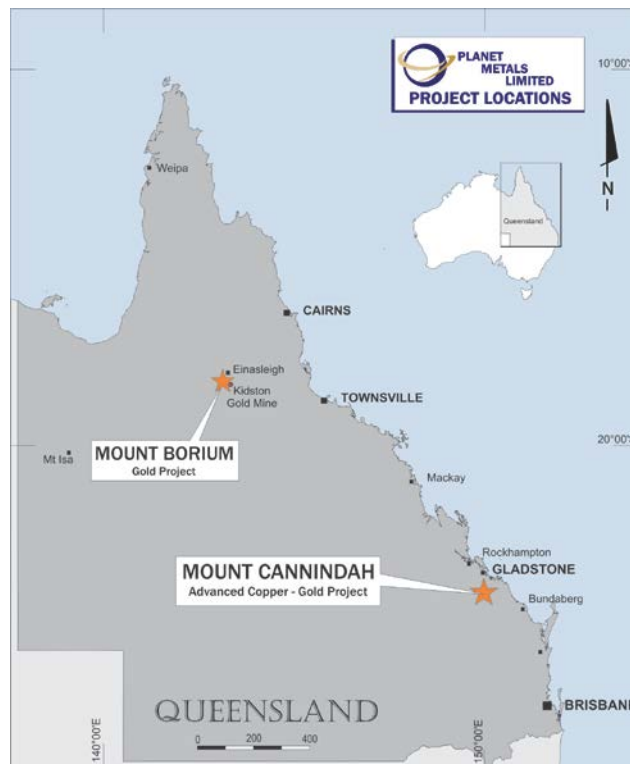 PLANET
METALS
LIMITED
PROJECT LOCATIONS
10°00'S
N
Weipa
Queensland
CAIRNS
Einasleigh
Kidston
Gold Mine
TOWNSVILLE
MOUNT BORIUM
Gold Project
20°00'S
Mt Isa
Mackay
Rockhampton
GLADSTONE
MOUNT CANNINDAH
Advanced Copper - Gold Project
Bundaberg
BRISBANE
QUEENSLAND
0 200 400
140°00'E
150°00'E